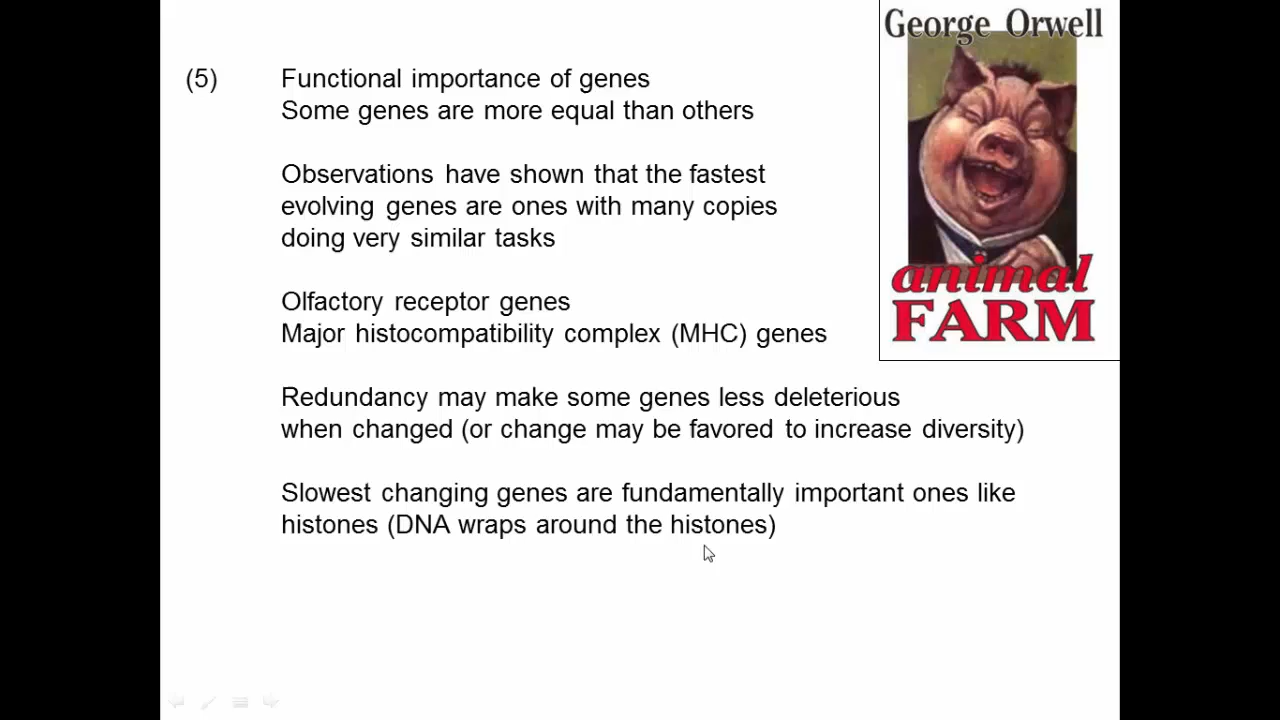 George Orwell
animal
FARM
(5) Functional importance of genes
Some genes are more equal than others
Observations have shown that the fastest
evolving genes are ones with many copies
doing very similar tasks
Olfactory receptor genes
Major histocompatibility complex (MHC) genes
Redundancy may make some genes less deleterious
when changed (or change may be favored to increase diversity)
Slowest changing genes are fundamentally important ones like
histones (DNA wraps around the histones)